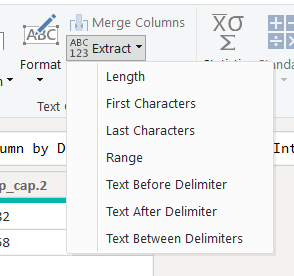 Merge Columns
ABC
ABC
123 Extract
Format
Length
First Characters
Last Characters
Range
Text Before Delimiter
Text After Delimiter
Text Between Delimiters
Text
umn by D
Int
p_cap.2
32
58